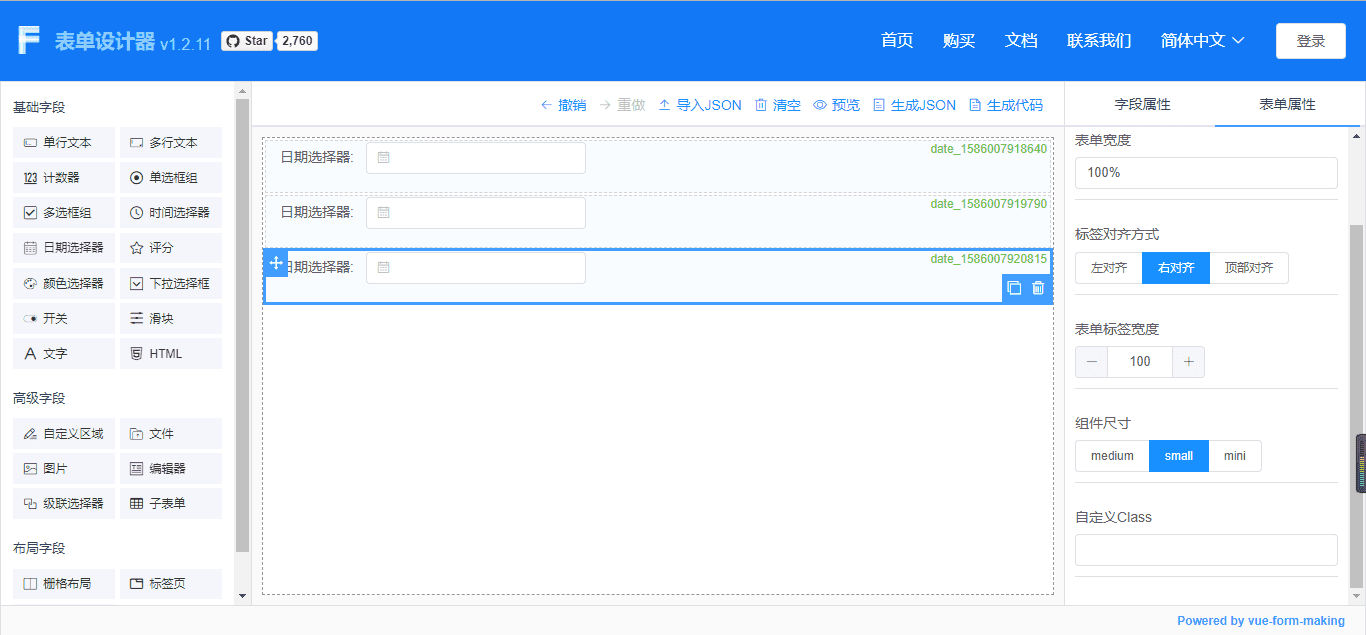 表单设计器 v1.2.11 Star 2,760 首页 购买 文档 联系我们 简体中文 登录
基础字段
单行文本 多行文本
123 计数器 单选框组
多选框组 时间选择器
日期选择器 评分
颜色选择器 下拉选择框
开关 滑块
文字 HTML
高级字段
自定义区域 文件
图片 编辑器
级联选择器 子表单
布局字段
栅格布局 标签页
撤销 重做 导入JSON 清空 预览 生成JSON 生成代码
日期选择器: date_1586007918640
日期选择器: date_1586007919790
日期选择器: date_1586007920815
字段属性 表单属性
表单宽度
100%
标签对齐方式
左对齐 右对齐 顶部对齐
表单标签宽度
100
组件尺寸
medium small mini
自定义Class
Powered by vue-form-making